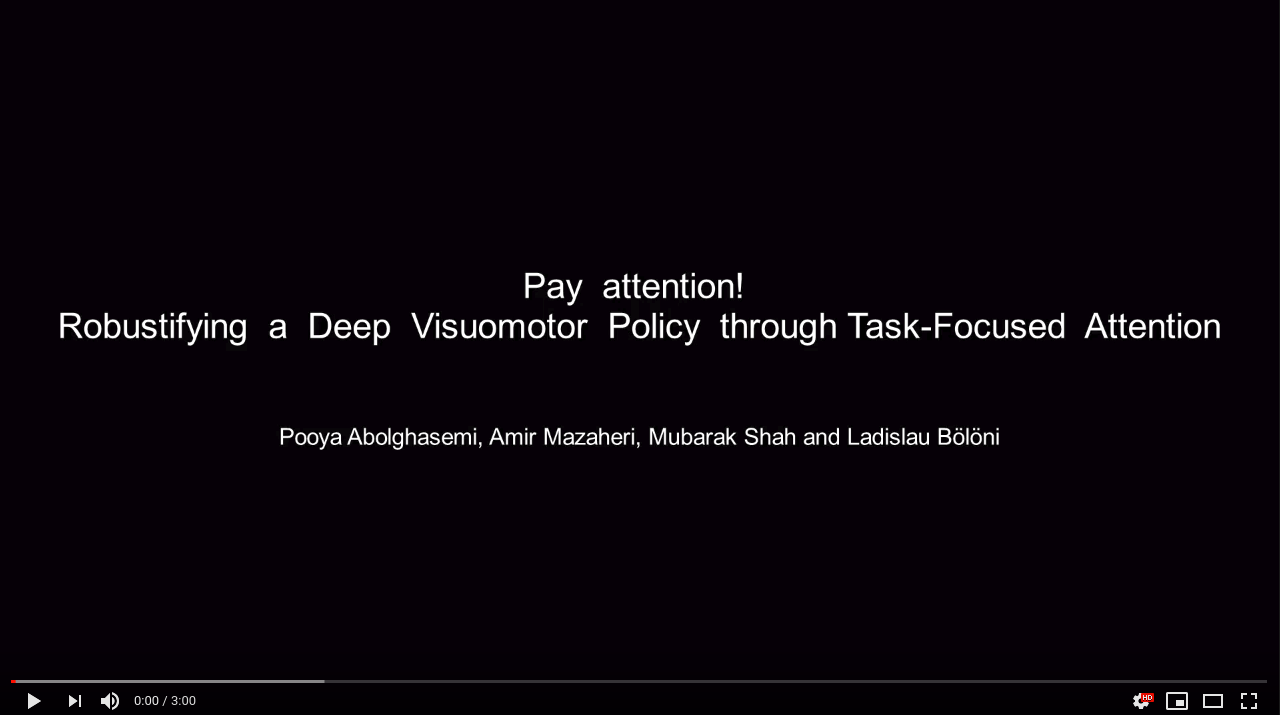 Pay attention!
Robustifying a Deep Visuomotor Policy through Task-Focused Attention
Pooya Abolghasemi, Amir Mazaheri, Mubarak Shah and Ladislau Bölöni
0:00 / 3:00
HD